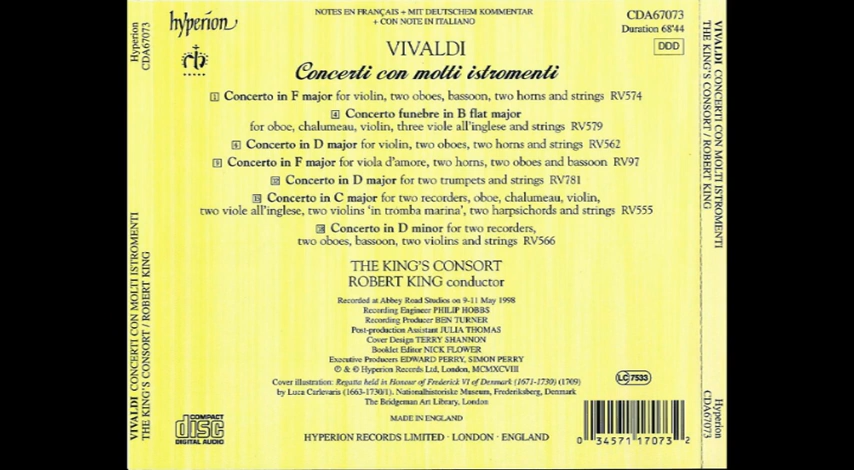 NOTES EN FRANÇAIS + MIT DEUTSCHEM KOMMENTAR
+ CON NOTE IN ITALIANO
hyperion
CDA67073
Duration 68'44
DDD
VIVALDI
Concerti con molti istromenti
1 Concerto in F major for violin, two oboes, bassoon, two horns and strings RV574
4 Concerto funebre in B flat major
for oboe, chalumeau, violin, three viole all'inglese and strings RV579
6 Concerto in D major for violin, two oboes, two horns and strings RV562
9 Concerto in F major for viola d'amore, two horns, two oboes and bassoon RV97
12 Concerto in D major for two trumpets and strings RV781
Concerto in C major for two recorders, oboe, chalumeau, violin,
two viole all'inglese, two violins 'in tromba marina', two harpsichords and strings RV555
Concerto in D minor for two recorders,
two oboes, bassoon, two violins and strings RV566
THE KING'S CONSORT
ROBERT KING conductor
Recorded at Abbey Road Studios on 9-11 May 1998
Recording Engineer PHILIP HOBBS
Recording Producer BEN TURNER
Post-production Assistant JULIA THOMAS
Cover Design TERRY SHANNON
Booklet Editor NICK FLOWER
Executive Producers EDWARD PERRY, SIMON PERRY
℗ & © Hyperion Records Ltd, London, MCMXCVIII
Cover illustration: Regatta held in Honour of Frederick VI of Denmark (1671-1730) (1709)
by Luca Carlevaris (1663-1730/1). Nationalhistoriske Museum, Frederiksberg, Denmark
The Bridgeman Art Library, London
MADE IN ENGLAND
HYPERION RECORDS LIMITED · LONDON · ENGLAND
COMPACT
disc
DIGITAL AUDIO
LC 7533
0 34571 17073 2
Hyperion
CDA67073
VIVALDI CONCERTI CON MOLTI ISTROMENTI
THE KING'S CONSORT / ROBERT KING
VIVALDI CONCERTI CON MOLTI ISTROMENTI
THE KING'S CONSORT / ROBERT KING
Hyperion
CDA67073